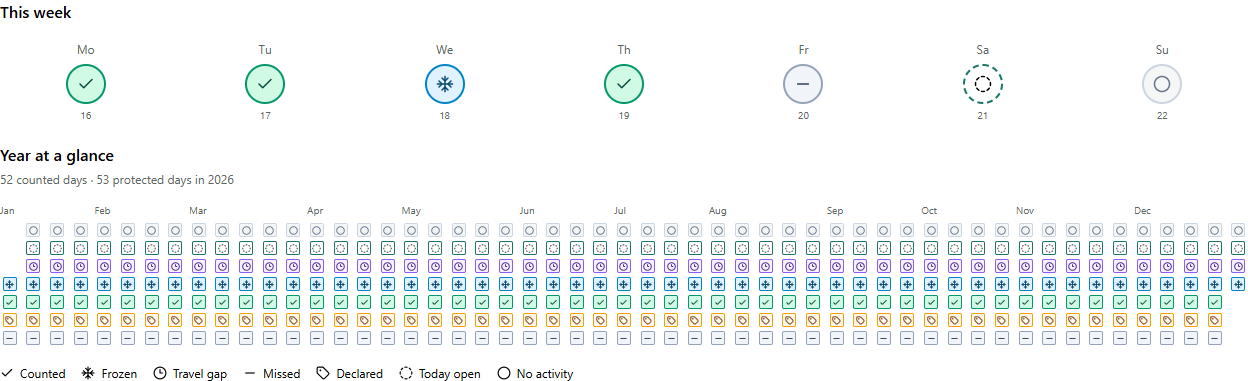 This week
Mo Tu We Th Fr Sa Su
16 17 18 19 20 21 22
Year at a glance
52 counted days · 53 protected days in 2026
Jan Feb Mar Apr May Jun Jul Aug Sep Oct Nov Dec
Counted Frozen Travel gap Missed Declared Today open No activity